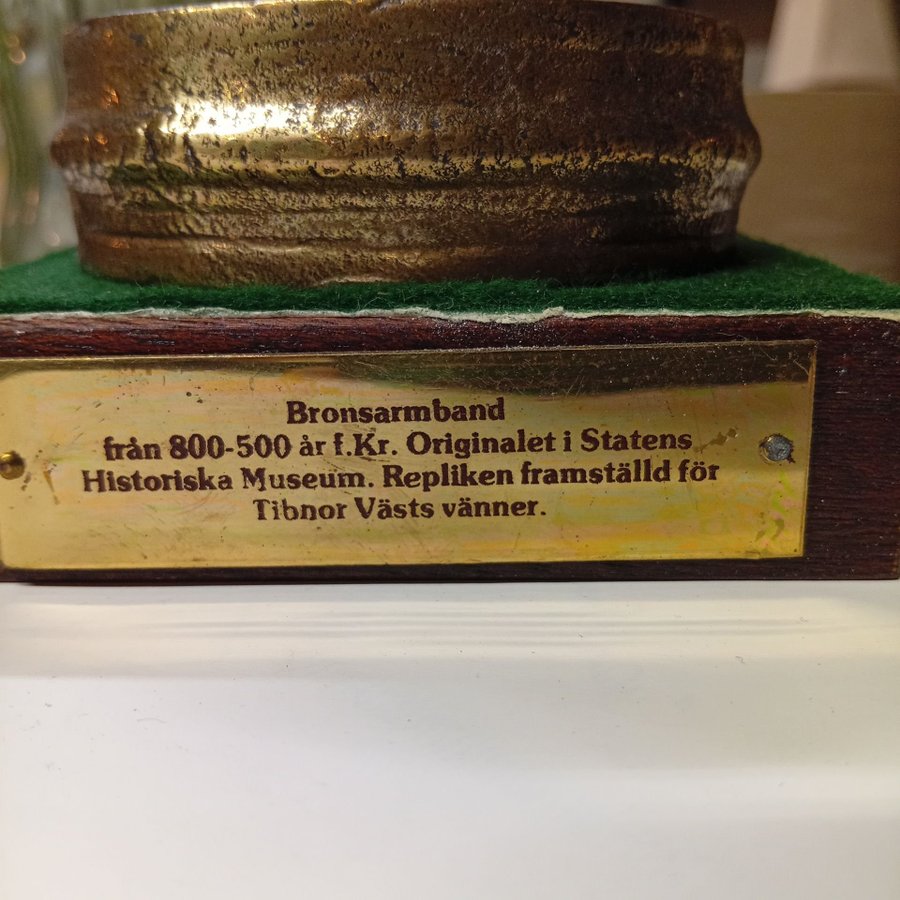 Bronsarmband
från 800-500 år f.Kr. Originalet i Statens
Historiska Museum. Repliken framställd för
Tibnor Västs vänner.